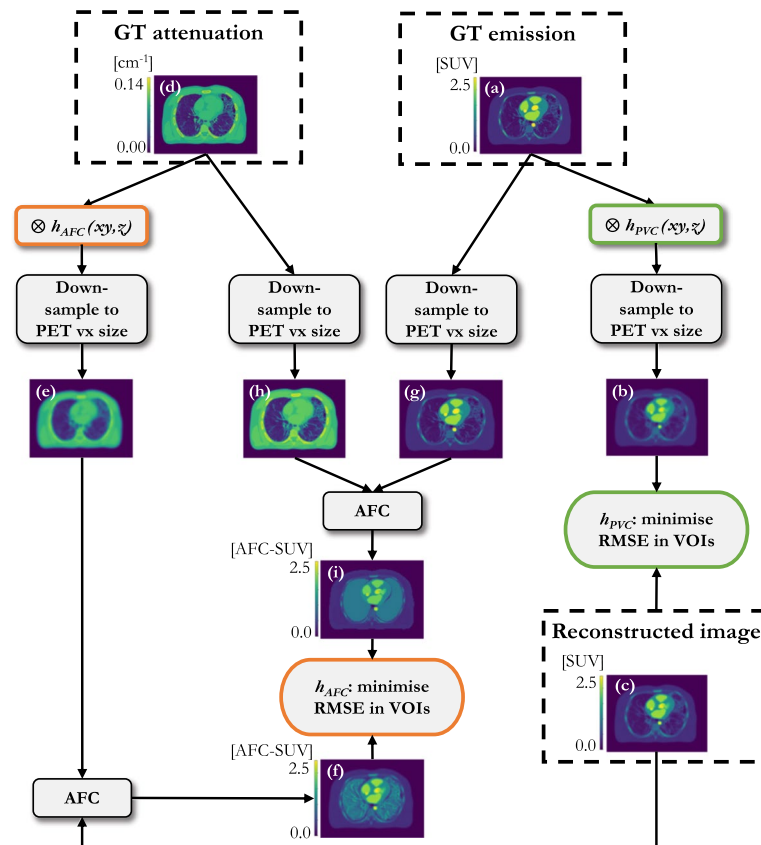 GT attenuation
GT emission
[cm⁻¹]
0.14
(d)
0.00
[SUV]
2.5
(a)
0.0
⊗ h_AFC(xy,z)
⊗ h_PVC(xy,z)
Down-
sample to
PET vx size
Down-
sample to
PET vx size
Down-
sample to
PET vx size
Down-
sample to
PET vx size
(e)
(h)
(g)
(b)
AFC
h_PVC: minimise
RMSE in VOIs
[AFC-SUV]
2.5
(i)
0.0
Reconstructed image
[SUV]
2.5
(c)
0.0
h_AFC: minimise
RMSE in VOIs
[AFC-SUV]
2.5
(f)
0.0
AFC